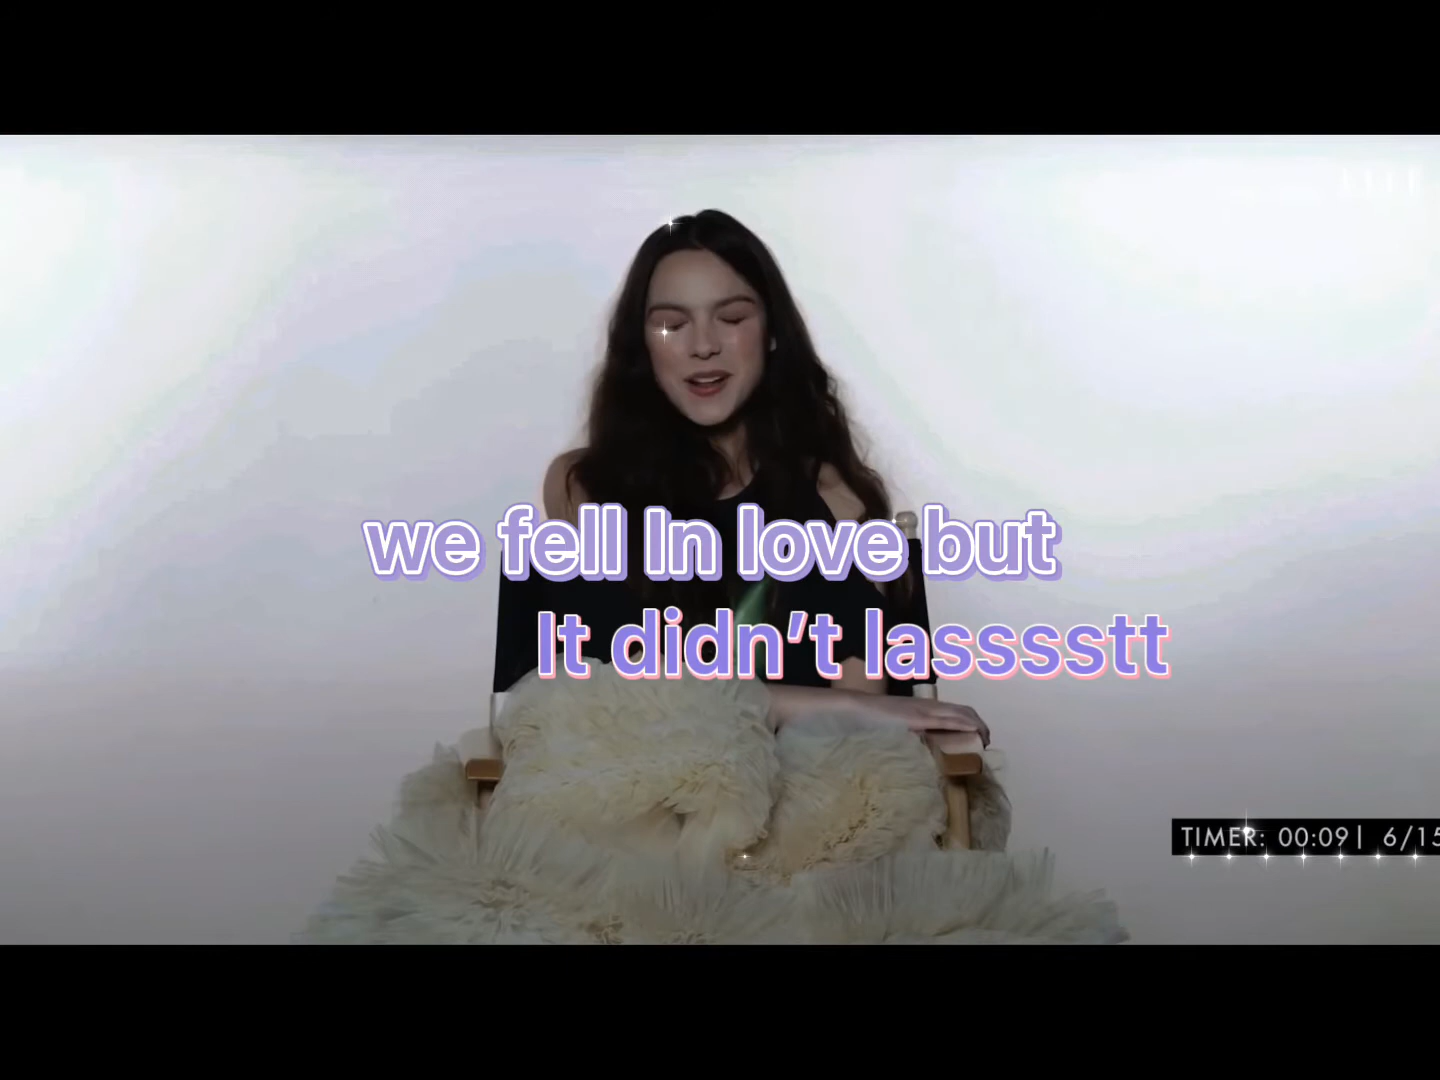 we fell In love but
It didn’t lasssstt
TIMER: 00:09| 6/15